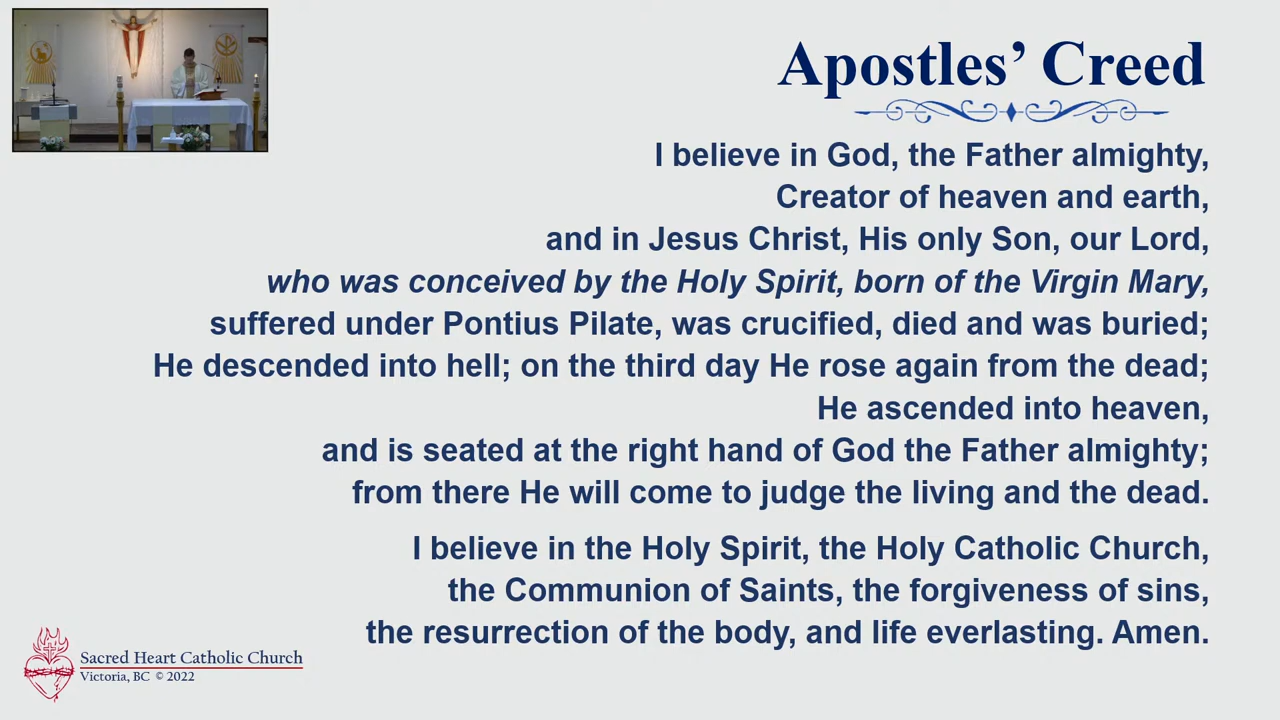 Apostles’ Creed
I believe in God, the Father almighty,
Creator of heaven and earth,
and in Jesus Christ, His only Son, our Lord,
who was conceived by the Holy Spirit, born of the Virgin Mary,
suffered under Pontius Pilate, was crucified, died and was buried;
He descended into hell; on the third day He rose again from the dead;
He ascended into heaven,
and is seated at the right hand of God the Father almighty;
from there He will come to judge the living and the dead.
I believe in the Holy Spirit, the Holy Catholic Church,
the Communion of Saints, the forgiveness of sins,
the resurrection of the body, and life everlasting. Amen.
Sacred Heart Catholic Church
Victoria, BC © 2022